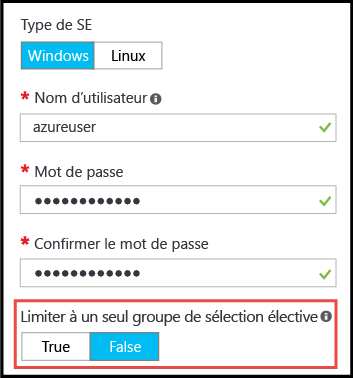 Type de SE
Windows Linux
* Nom d'utilisateur
azureuser
* Mot de passe
●●●●●●●●●●●●
* Confirmer le mot de passe
●●●●●●●●●●●●
Limiter à un seul groupe de sélection élective
True False